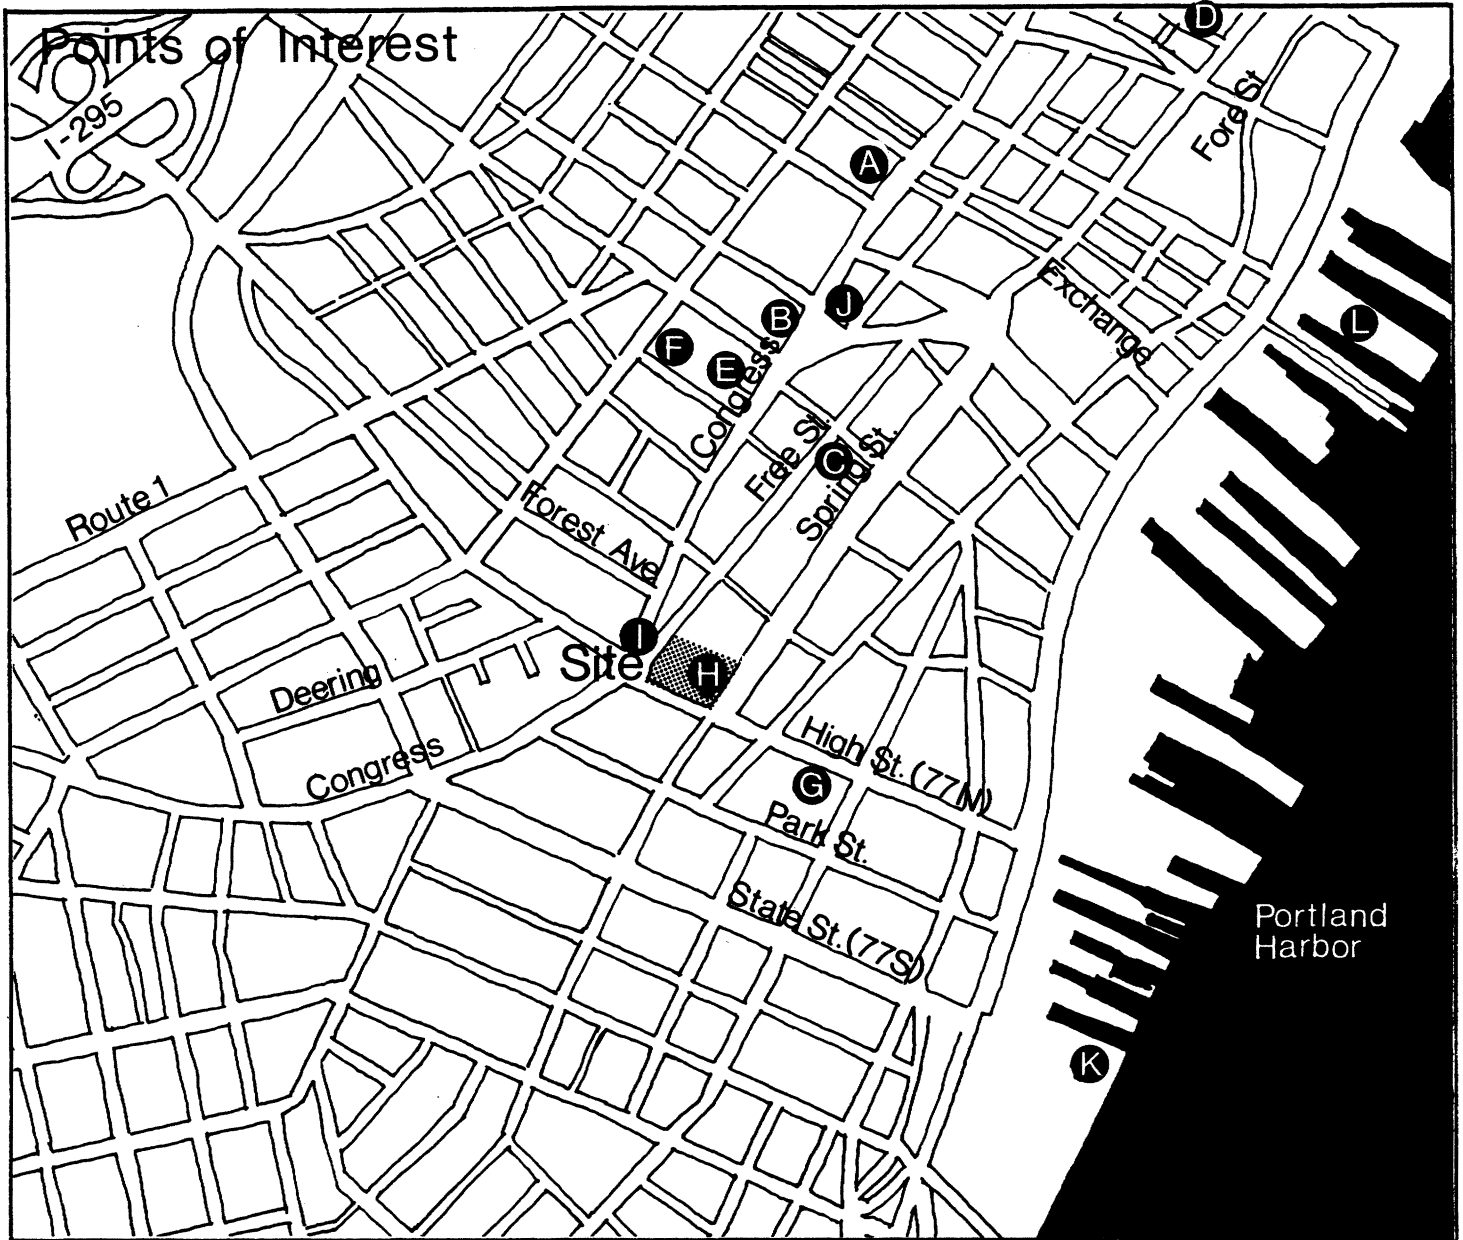 Points of Interest
D
I-295
Fore St
A
Exchange
J
B
L
F
E
Congress
Free St.
C
Spring St.
Route 1
Forest Ave
I
Site
H
Deering
High St. (77N)
Congress
G
Park St.
State St. (77S)
Portland
Harbor
K